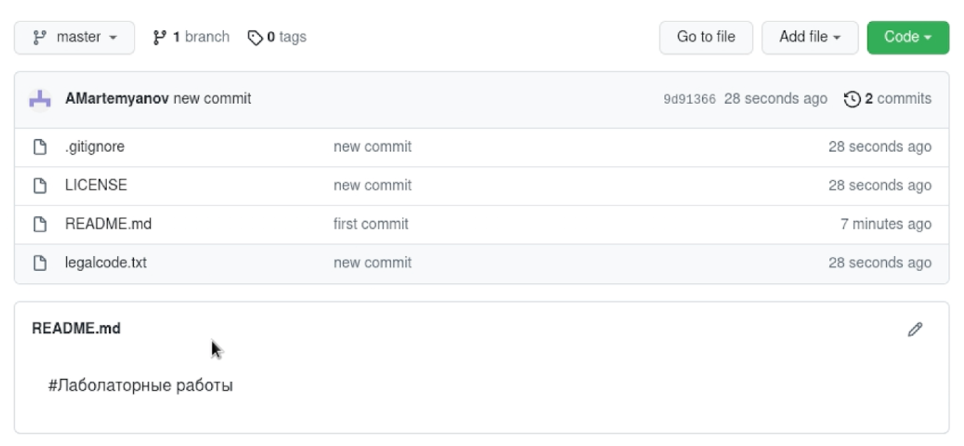 master 1 branch 0 tags Go to file Add file Code
AMartemyanov new commit 9d91366 28 seconds ago 2 commits
.gitignore new commit 28 seconds ago
LICENSE new commit 28 seconds ago
README.md first commit 7 minutes ago
legalcode.txt new commit 28 seconds ago
README.md
#Лаболаторные работы